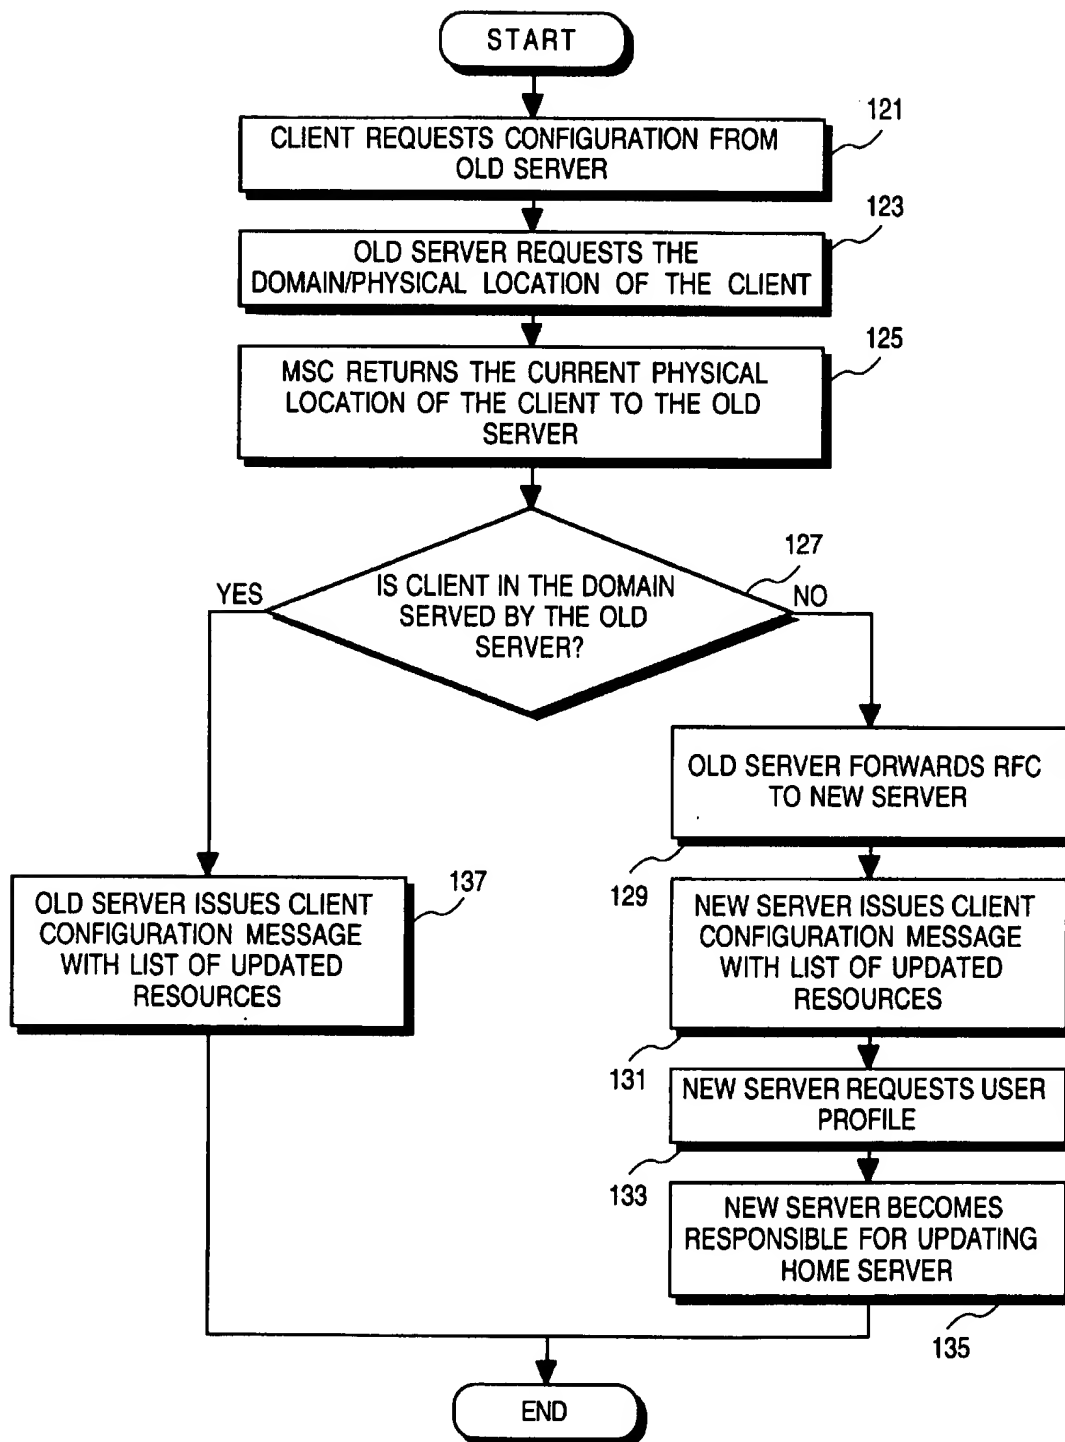 START
121
CLIENT REQUESTS CONFIGURATION FROM
OLD SERVER
123
OLD SERVER REQUESTS THE
DOMAIN/PHYSICAL LOCATION OF THE CLIENT
125
MSC RETURNS THE CURRENT PHYSICAL
LOCATION OF THE CLIENT TO THE OLD
SERVER
127
YES
IS CLIENT IN THE DOMAIN
SERVED BY THE OLD
SERVER?
NO
OLD SERVER FORWARDS RFC
TO NEW SERVER
129
137
OLD SERVER ISSUES CLIENT
CONFIGURATION MESSAGE
WITH LIST OF UPDATED
RESOURCES
NEW SERVER ISSUES CLIENT
CONFIGURATION MESSAGE
WITH LIST OF UPDATED
RESOURCES
131
NEW SERVER REQUESTS USER
PROFILE
133
NEW SERVER BECOMES
RESPONSIBLE FOR UPDATING
HOME SERVER
135
END